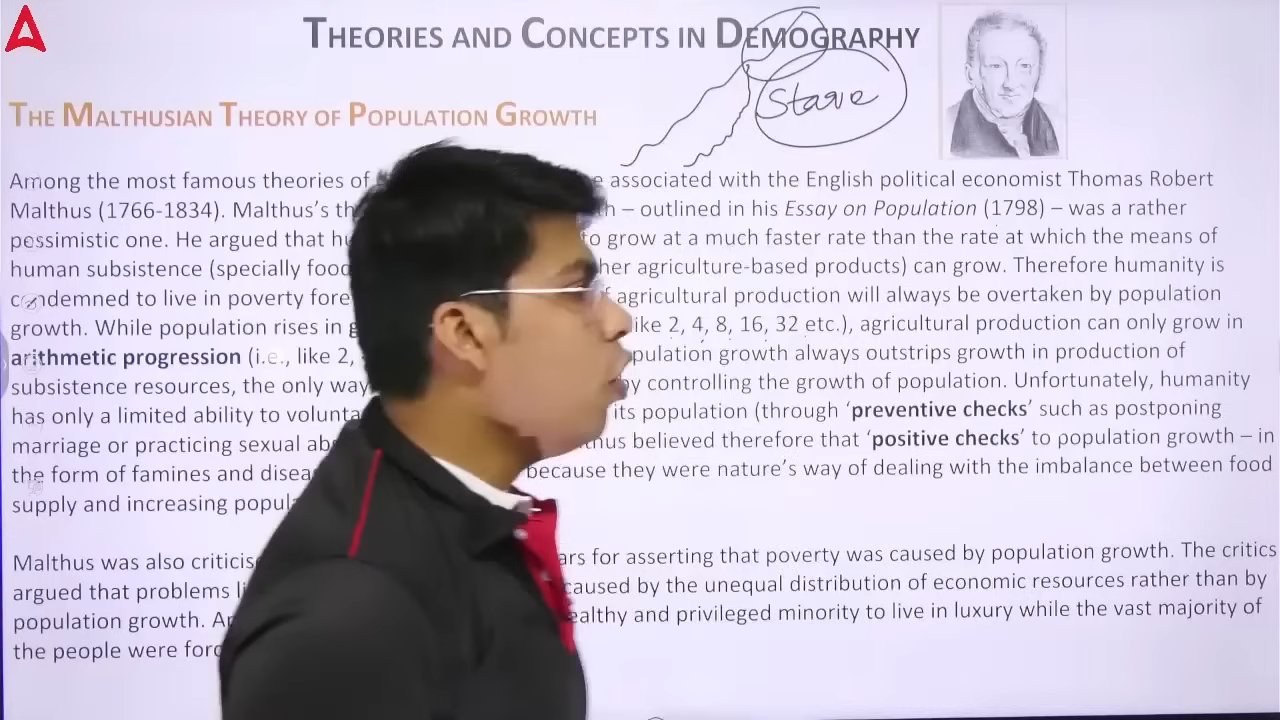 THEORIES AND CONCEPTS IN DEMOGRAPHY
Stave
THE MALTHUSIAN THEORY OF POPULATION GROWTH
Among the most famous theories of associated with the English political economist Thomas Robert
Malthus (1766-1834). Malthus's th – outlined in his Essay on Population (1798) – was a rather
pessimistic one. He argued that hu to grow at a much faster rate than the rate at which the means of
human subsistence (specially food her agriculture-based products) can grow. Therefore humanity is
condemned to live in poverty fore agricultural production will always be overtaken by population
growth. While population rises in g ike 2, 4, 8, 16, 32 etc.), agricultural production can only grow in
arithmetic progression (i.e., like 2, pulation growth always outstrips growth in production of
subsistence resources, the only way by controlling the growth of population. Unfortunately, humanity
has only a limited ability to volunta its population (through 'preventive checks' such as postponing
marriage or practicing sexual abs hus believed therefore that 'positive checks' to population growth – in
the form of famines and disea because they were nature's way of dealing with the imbalance between food
supply and increasing popul
Malthus was also criticis ars for asserting that poverty was caused by population growth. The critics
argued that problems li caused by the unequal distribution of economic resources rather than by
population growth. A ealthy and privileged minority to live in luxury while the vast majority of
the people were forc